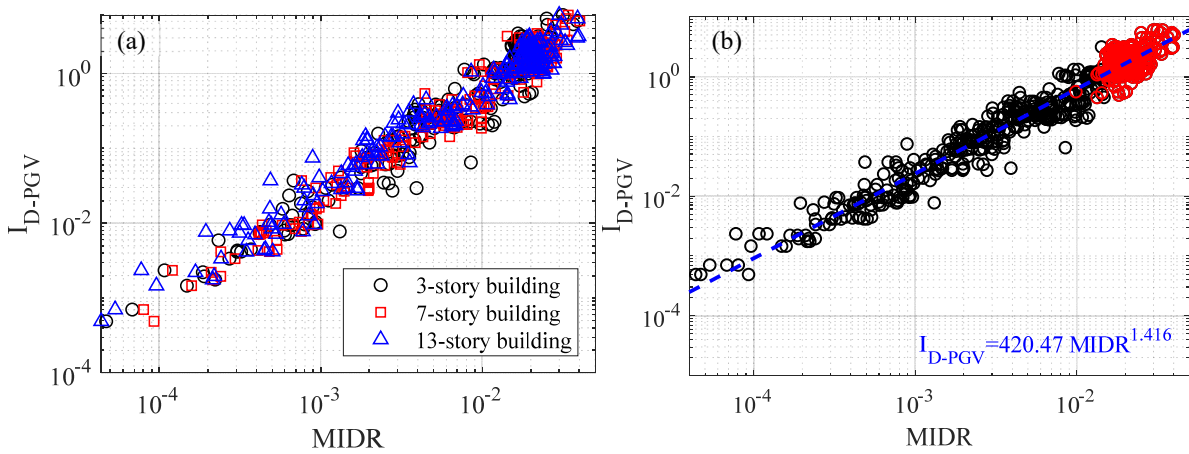 (a)
I_D-PGV
10^0
10^-2
10^-4
10^-4
10^-3
10^-2
MIDR
3-story building
7-story building
13-story building
(b)
I_D-PGV
10^0
10^-2
10^-4
10^-4
10^-3
10^-2
MIDR
I_D-PGV=420.47 MIDR^1.416